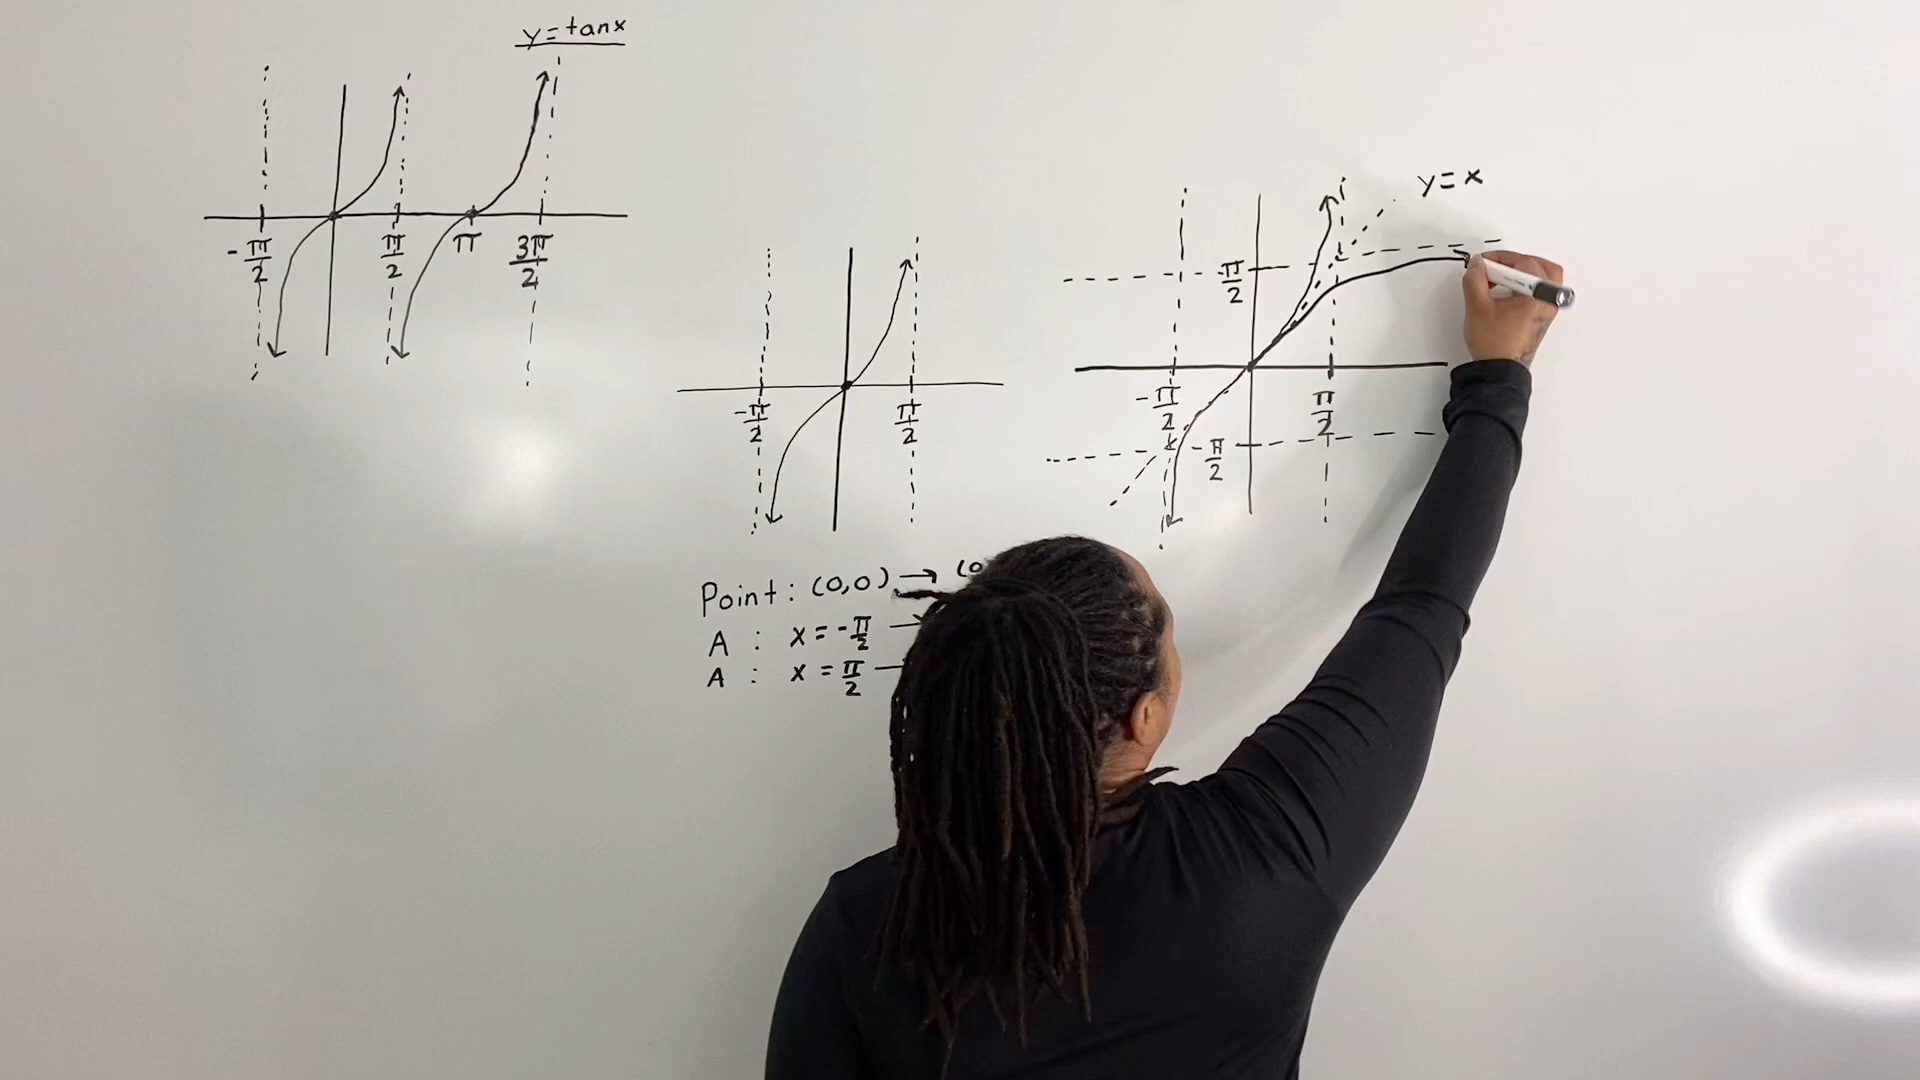 y=tanx
-π/2 π/2 π 3π/2
-π/2 π/2
y=x
π/2
-π/2 π/2
-π/2
Point: (0,0) → (0
A : x=-π/2 →
A : x=π/2